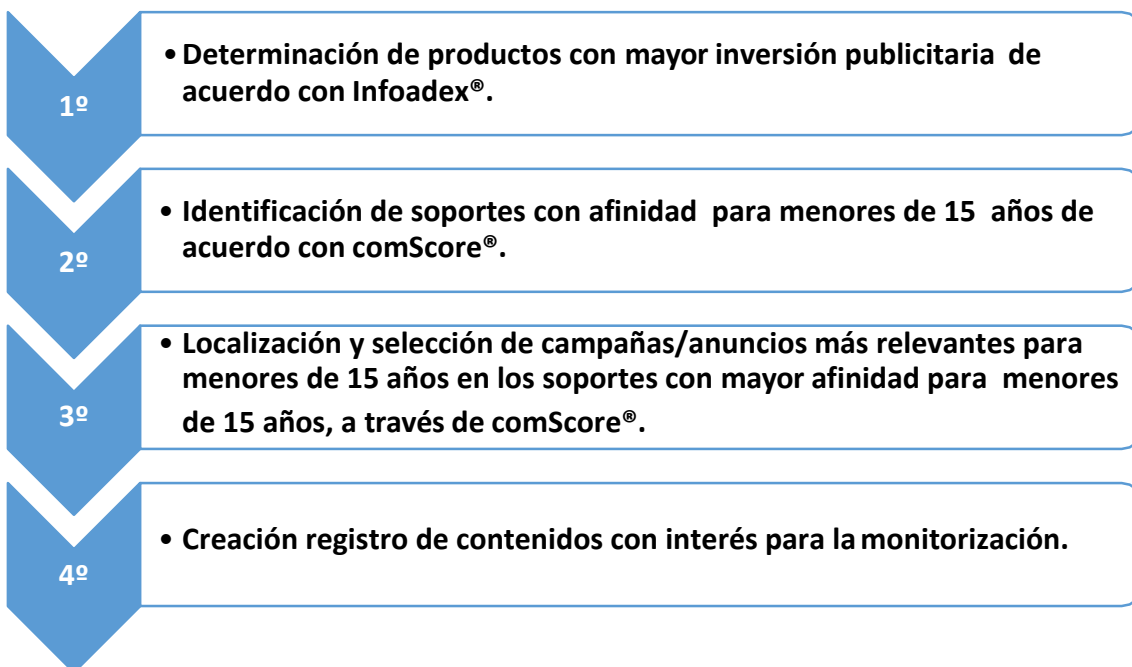 1º
• Determinación de productos con mayor inversión publicitaria de
acuerdo con Infoadex®.
2º
• Identificación de soportes con afinidad para menores de 15 años de
acuerdo con comScore®.
3º
• Localización y selección de campañas/anuncios más relevantes para
menores de 15 años en los soportes con mayor afinidad para menores
de 15 años, a través de comScore®.
4º
• Creación registro de contenidos con interés para la monitorización.